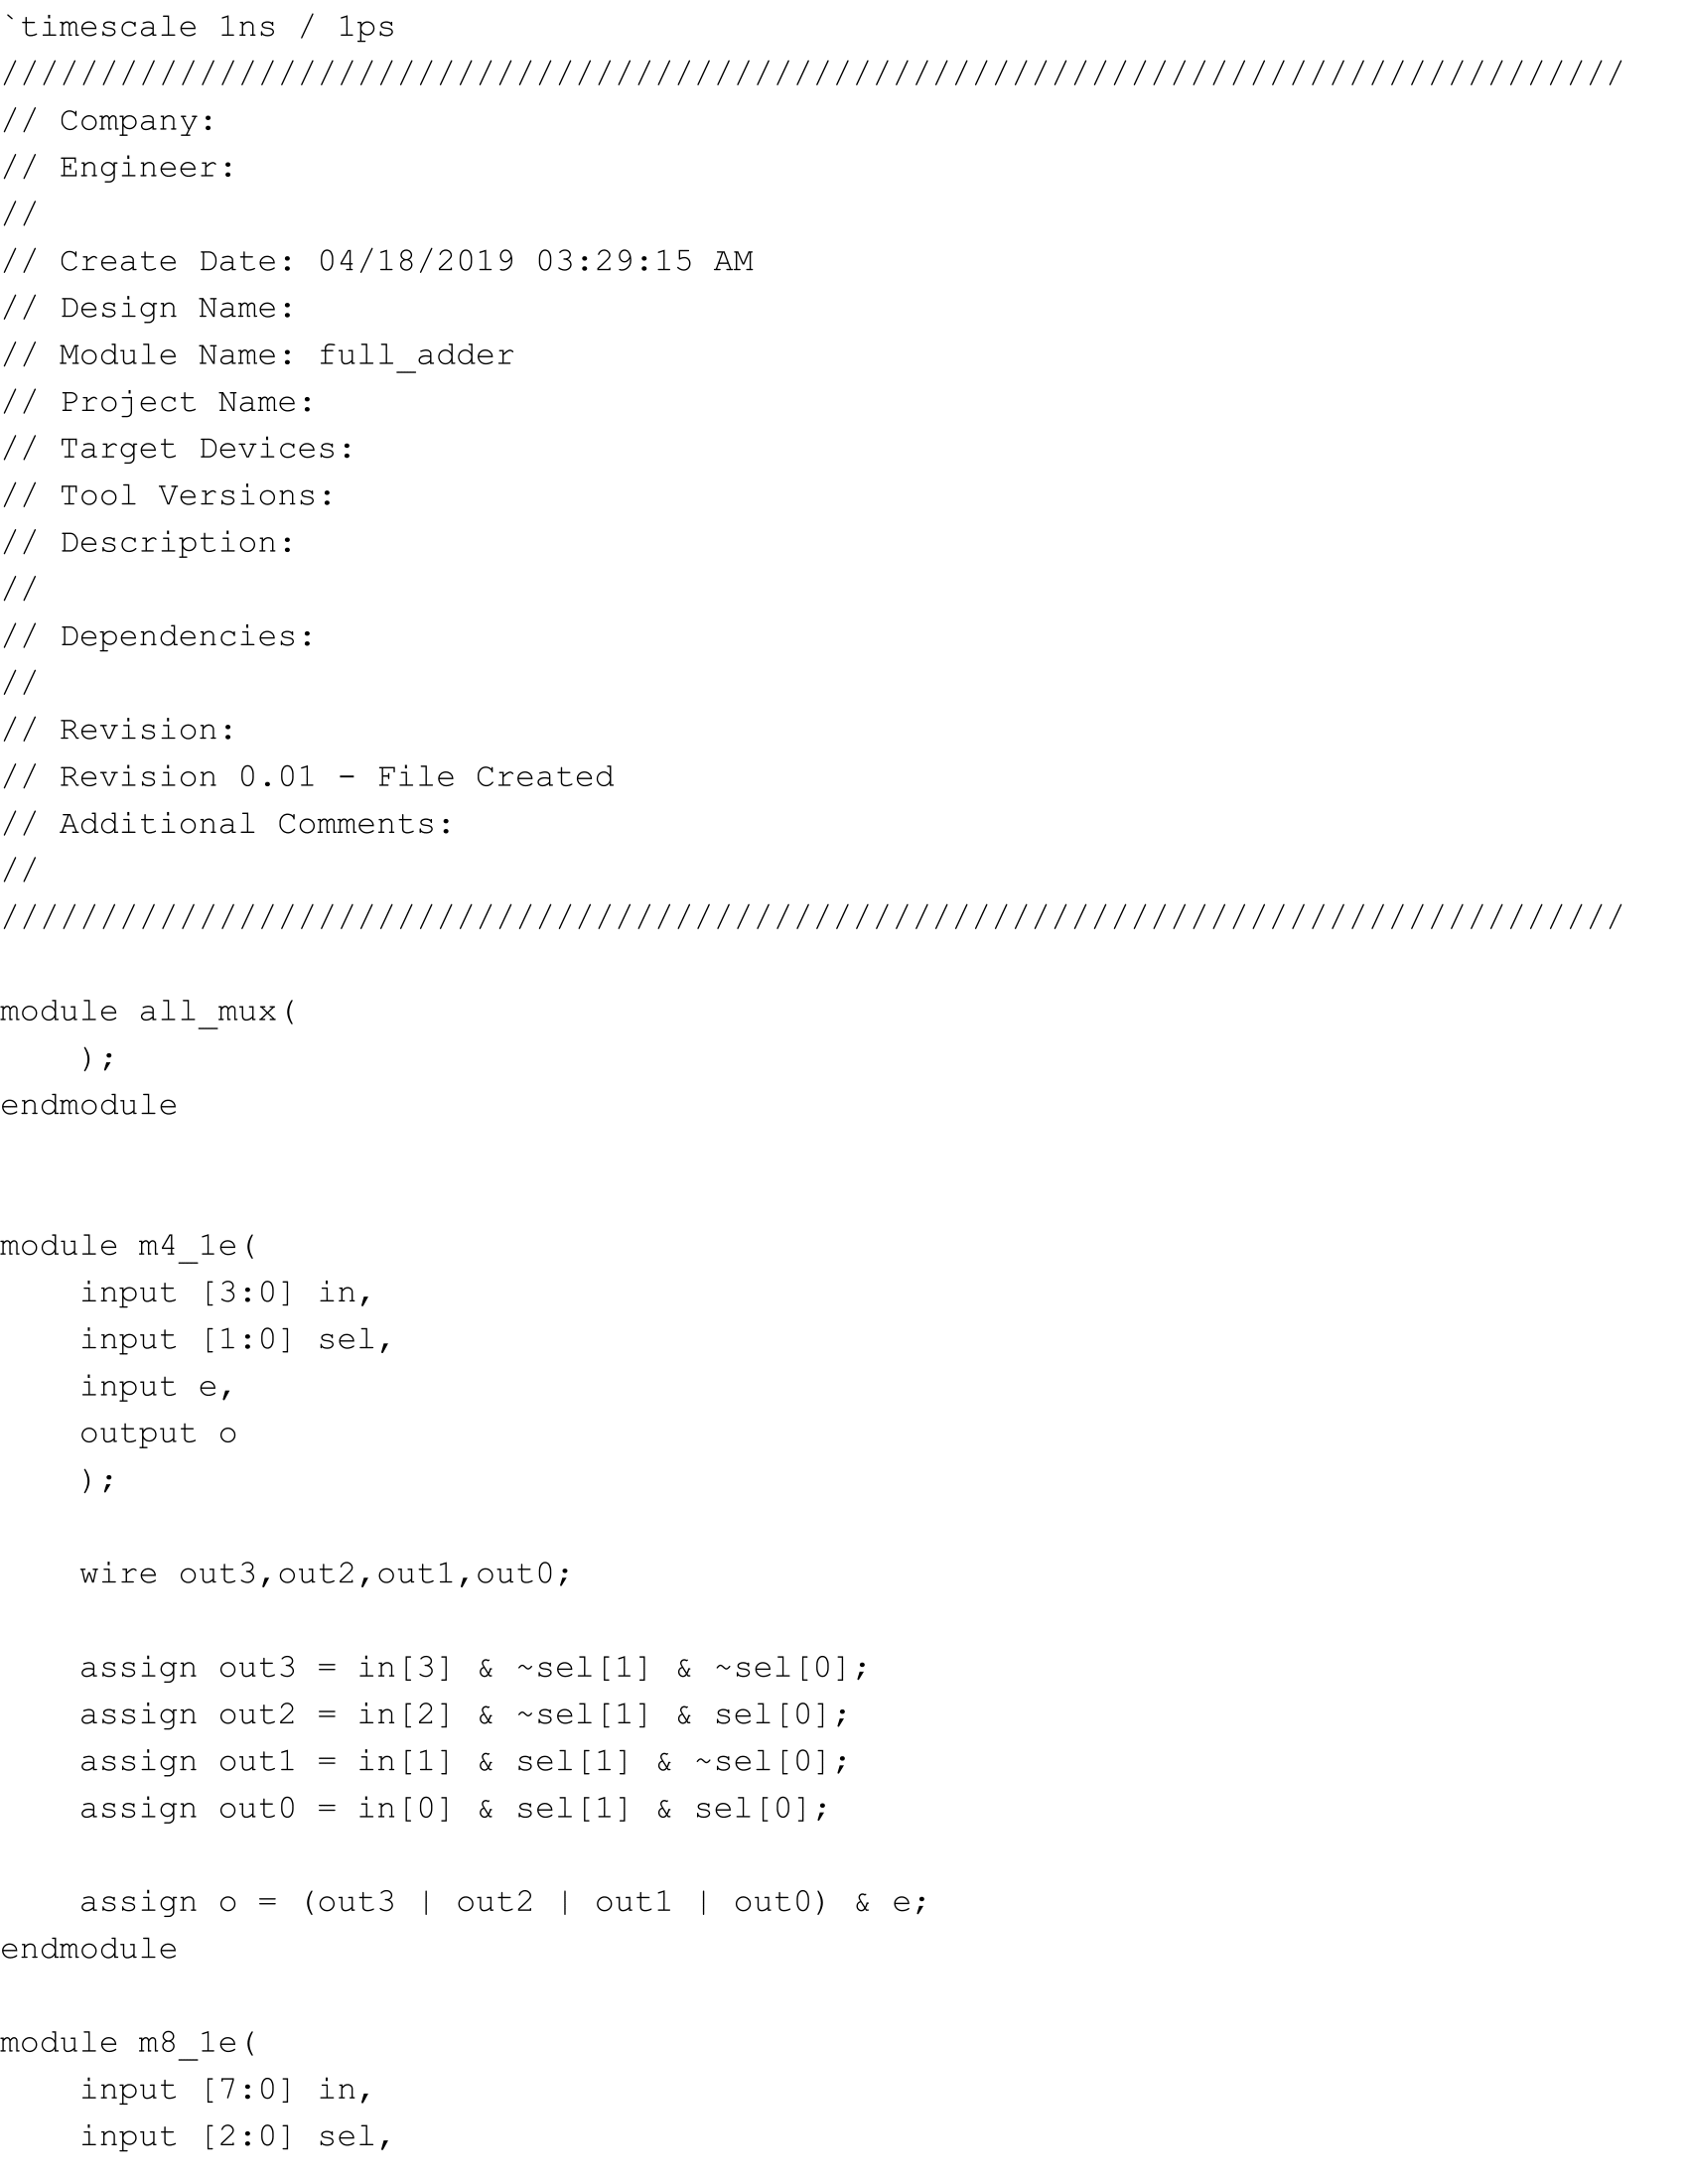 `timescale 1ns / 1ps
//////////////////////////////////////////////////////////////////////////////////
// Company:
// Engineer:
//
// Create Date: 04/18/2019 03:29:15 AM
// Design Name:
// Module Name: full_adder
// Project Name:
// Target Devices:
// Tool Versions:
// Description:
//
// Dependencies:
//
// Revision:
// Revision 0.01 - File Created
// Additional Comments:
//
//////////////////////////////////////////////////////////////////////////////////

module all_mux(
    );
endmodule


module m4_1e(
    input [3:0] in,
    input [1:0] sel,
    input e,
    output o
    );

    wire out3,out2,out1,out0;

    assign out3 = in[3] & ~sel[1] & ~sel[0];
    assign out2 = in[2] & ~sel[1] & sel[0];
    assign out1 = in[1] & sel[1] & ~sel[0];
    assign out0 = in[0] & sel[1] & sel[0];

    assign o = (out3 | out2 | out1 | out0) & e;
endmodule

module m8_1e(
    input [7:0] in,
    input [2:0] sel,